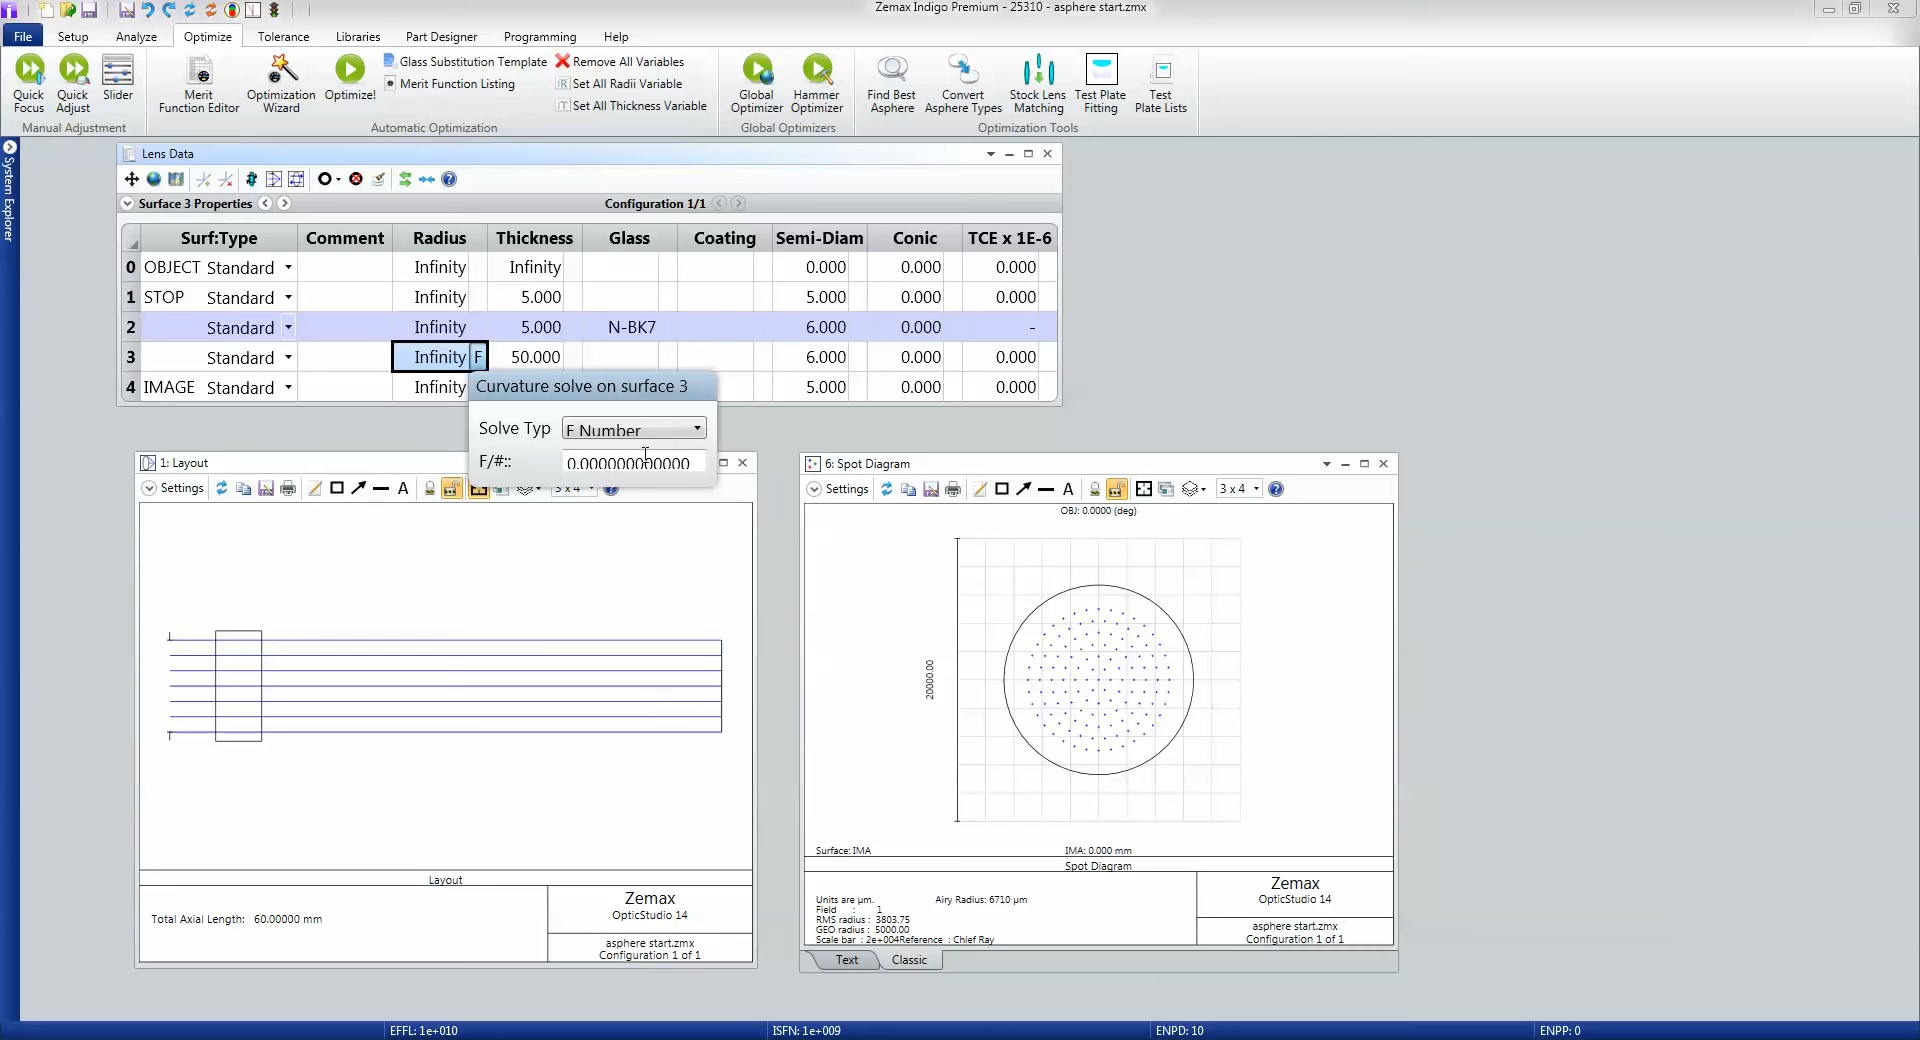 Zemax Indigo Premium - 25310 - asphere start.zmx
File Setup Analyze Optimize Tolerance Libraries Part Designer Programming Help
Quick Focus
Quick Adjust
Slider
Manual Adjustment
Merit Function Editor
Optimization Wizard
Optimize!
Glass Substitution Template
Merit Function Listing
Remove All Variables
Set All Radii Variable
Set All Thickness Variable
Automatic Optimization
Global Optimizer
Hammer Optimizer
Global Optimizers
Find Best Asphere
Convert Asphere Types
Stock Lens Matching
Test Plate Fitting
Test Plate Lists
Optimization Tools
System Explorer
Lens Data
Surface 3 Properties
Configuration 1/1
Surf:Type Comment Radius Thickness Glass Coating Semi-Diam Conic TCE x 1E-6
0 OBJECT Standard Infinity Infinity 0.000 0.000 0.000
1 STOP Standard Infinity 5.000 5.000 0.000 0.000
2 Standard Infinity 5.000 N-BK7 6.000 0.000 -
3 Standard Infinity F 50.000 6.000 0.000 0.000
4 IMAGE Standard Infinity 5.000 0.000 0.000
Curvature solve on surface 3
Solve Typ F Number
F/#:: 0.000000000000
1: Layout
Settings A 3 x 4
Layout
Total Axial Length: 60.00000 mm
Zemax
OpticStudio 14
asphere start.zmx
Configuration 1 of 1
6: Spot Diagram
Settings A 3 x 4
OBJ: 0.0000 (deg)
20000.00
Surface: IMA
IMA: 0.000 mm
Spot Diagram
Units are µm.
Airy Radius: 6710 µm
Field : 1
RMS radius : 3803.75
GEO radius : 5000.00
Scale bar : 2e+004Reference : Chief Ray
Zemax
OpticStudio 14
asphere start.zmx
Configuration 1 of 1
Text Classic
EFFL: 1e+010 ISFN: 1e+009 ENPD: 10 ENPP: 0